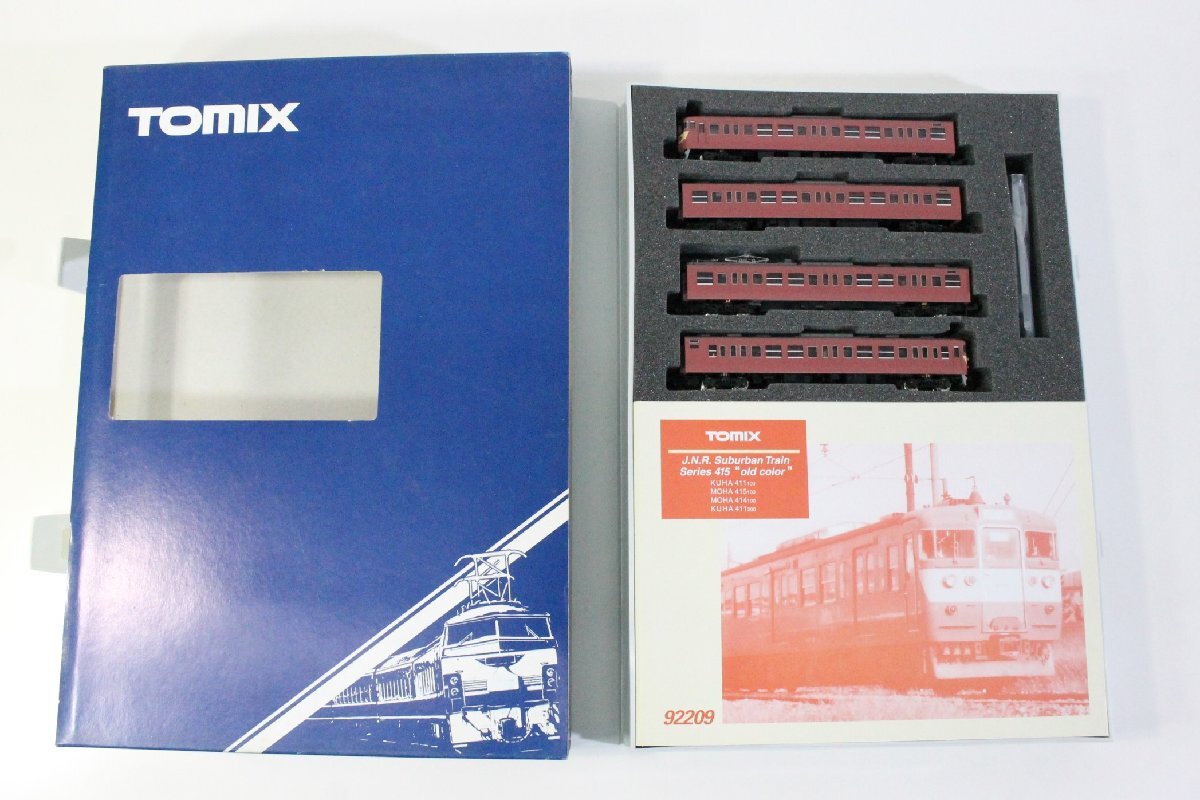 TOMIX
TOMIX
J.N.R. Suburban Train
Series 415 "old color"
KUHA 411
MOHA 415
MOHA 414
KUHA 411
92209